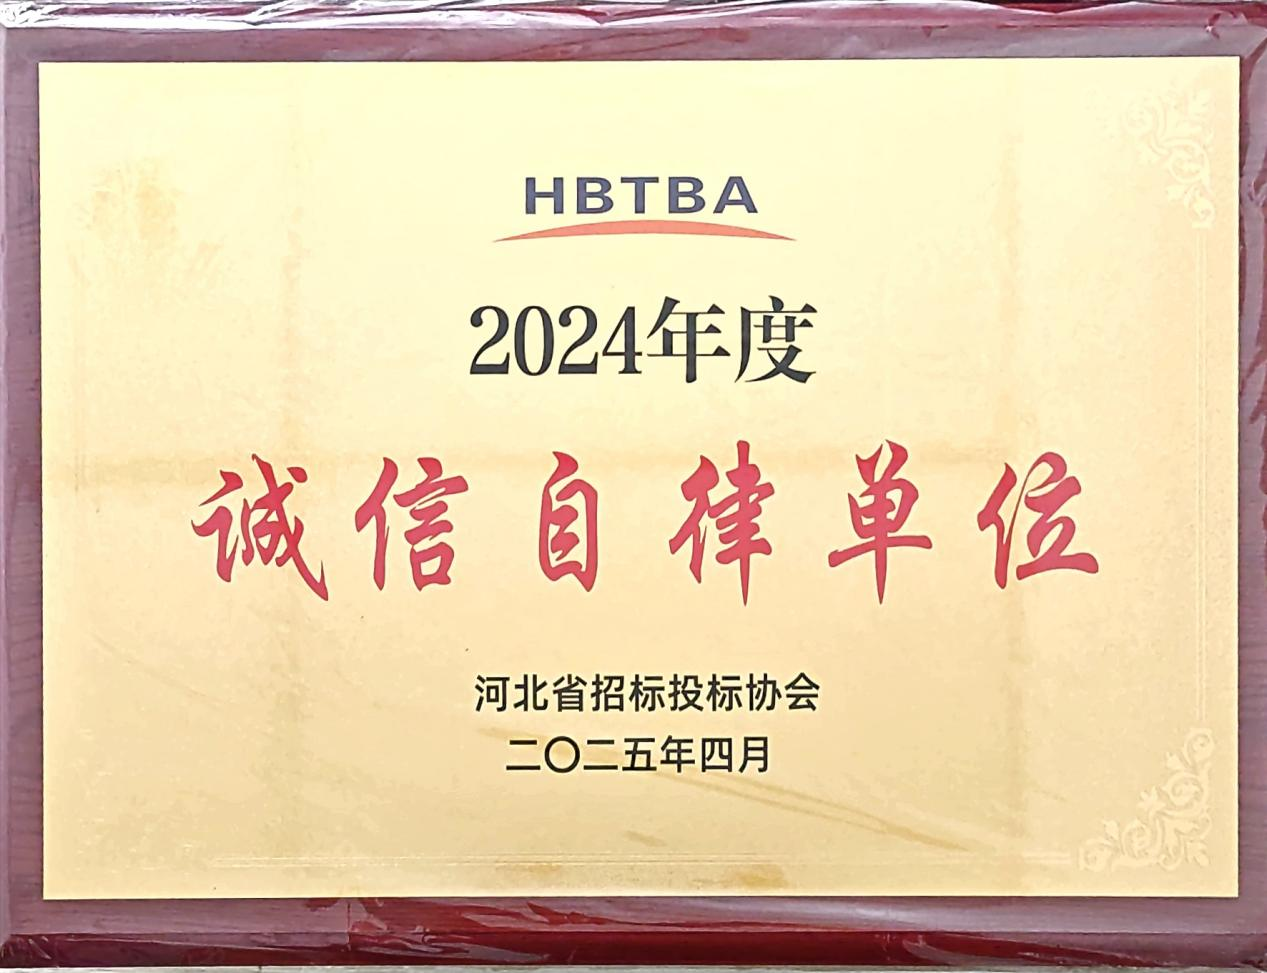 HBTBA
2024年度
诚信自律单位
河北省招标投标协会
二〇二五年四月